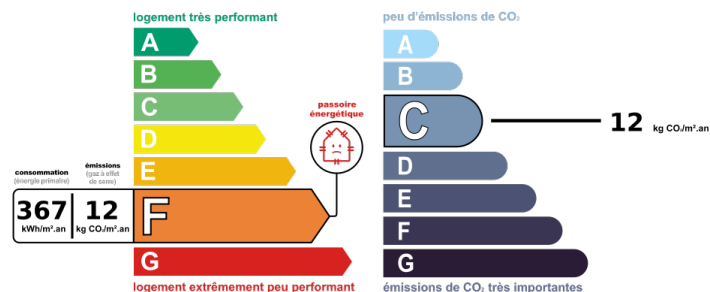 logement très performant
A
B
C
D
E
F
G
passoire
énergétique
consommation
(énergie primaire)
émissions
(gaz à effet
de serre)
367
kWh/m².an
12
kg CO₂/m².an
logement extrêmement peu performant
peu d'émissions de CO₂
A
B
C
D
E
F
G
12 kg CO₂/m².an
émissions de CO₂ très importantes